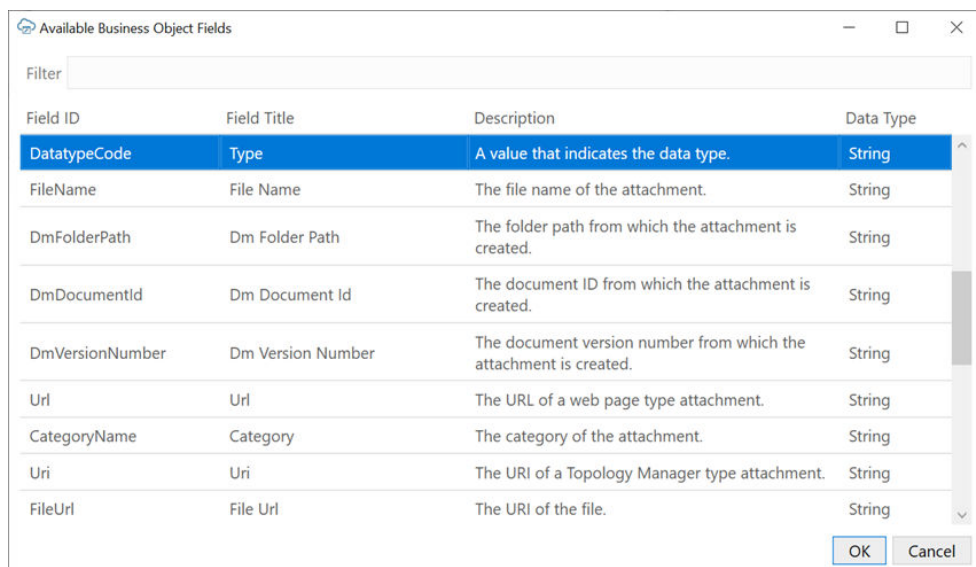 Available Business Object Fields
Filter
Field ID Field Title Description Data Type
DatatypeCode Type A value that indicates the data type. String
FileName File Name The file name of the attachment. String
DmFolderPath Dm Folder Path The folder path from which the attachment is created. String
DmDocumentId Dm Document Id The document ID from which the attachment is created. String
DmVersionNumber Dm Version Number The document version number from which the attachment is created. String
Url Url The URL of a web page type attachment. String
CategoryName Category The category of the attachment. String
Uri Uri The URI of a Topology Manager type attachment. String
FileUrl File Url The URI of the file. String
OK Cancel